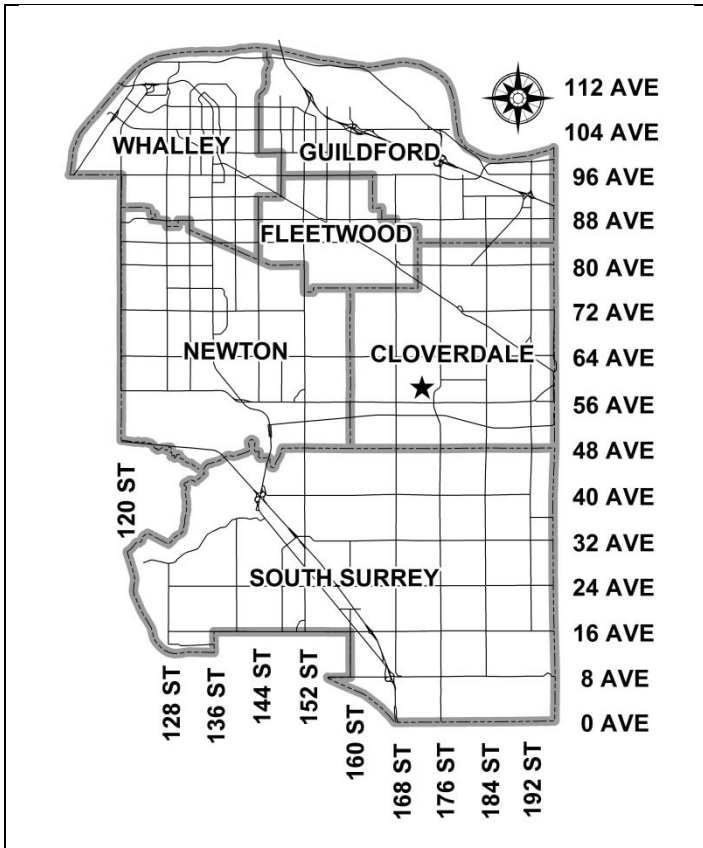 112 AVE
104 AVE
WHALLEY
GUILDFORD
96 AVE
88 AVE
FLEETWOOD
80 AVE
72 AVE
NEWTON
CLOVERDALE
64 AVE
56 AVE
48 AVE
120 ST
40 AVE
32 AVE
SOUTH SURREY
24 AVE
16 AVE
8 AVE
0 AVE
128 ST
136 ST
144 ST
152 ST
160 ST
168 ST
176 ST
184 ST
192 ST